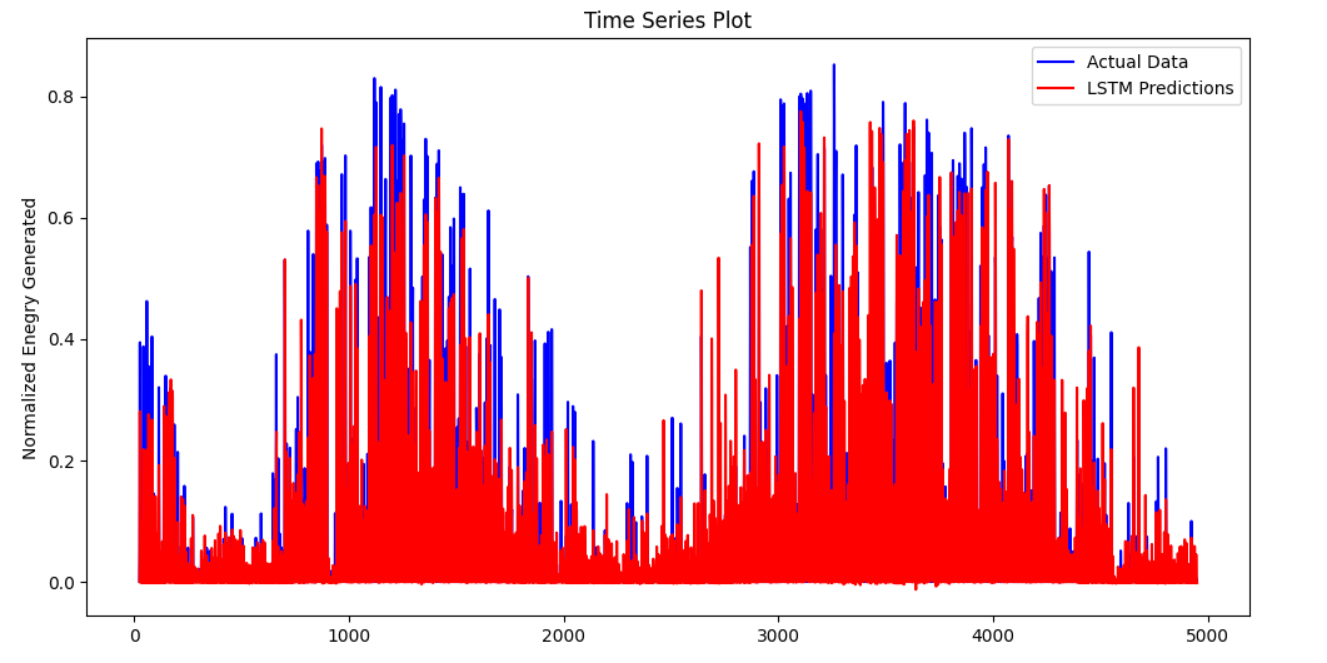 Time Series Plot
Actual Data
LSTM Predictions
Normalized Enegry Generated
0.8
0.6
0.4
0.2
0.0
0
1000
2000
3000
4000
5000